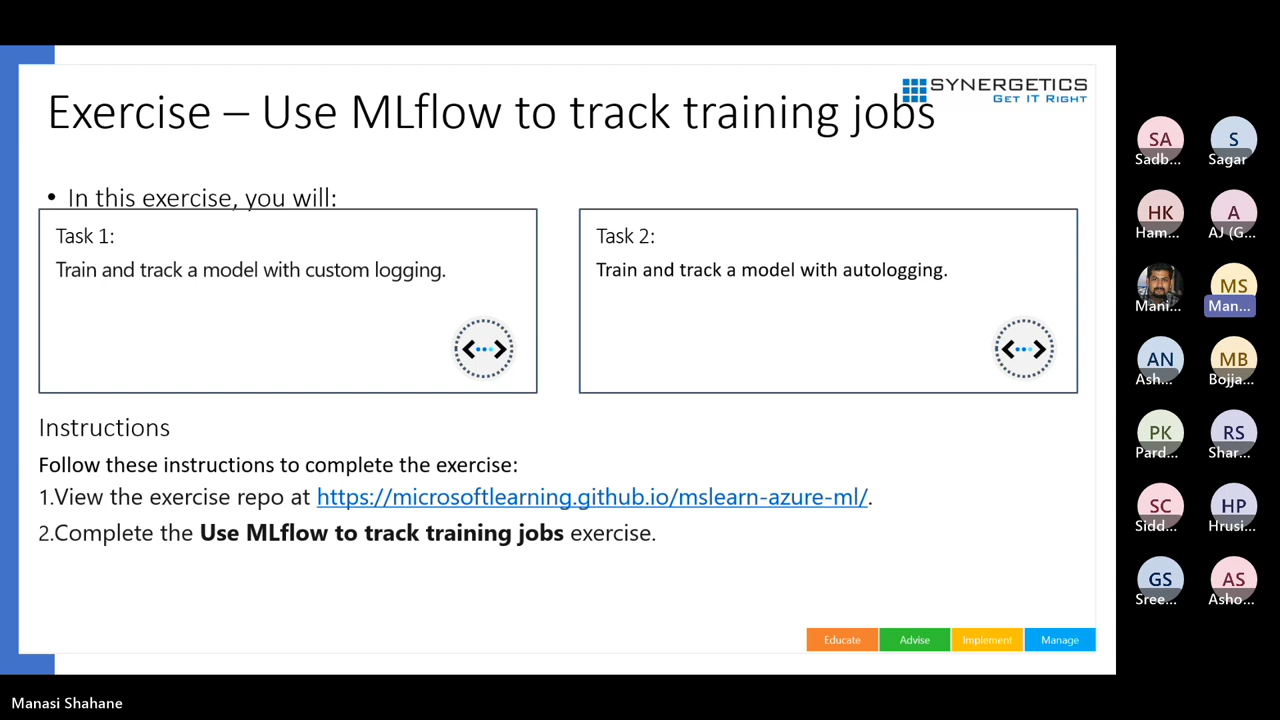 SYNERGETICS
GET IT RIGHT
Exercise – Use MLflow to track training jobs
• In this exercise, you will:
Task 1:
Train and track a model with custom logging.
Task 2:
Train and track a model with autologging.
Instructions
Follow these instructions to complete the exercise:
1.View the exercise repo at https://microsoftlearning.github.io/mslearn-azure-ml/.
2.Complete the Use MLflow to track training jobs exercise.
Educate
Advise
Implement
Manage
SA
Sadb...
S
Sagar
HK
Ham...
A
AJ (G...
Mani...
MS
Man...
AN
Ash...
MB
Bojja...
PK
Pard...
RS
Shar...
SC
Sidd...
HP
Hrusi...
GS
Sree...
AS
Asho...
Manasi Shahane